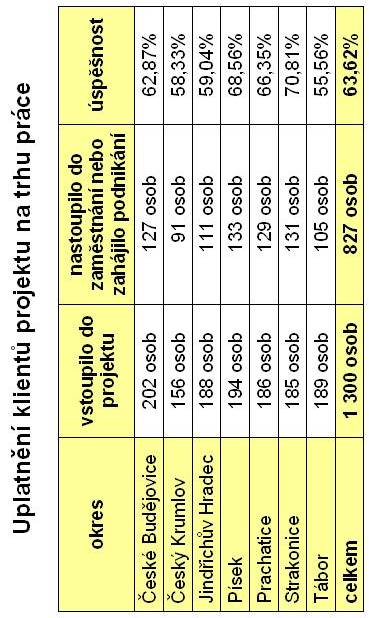 Uplatnění klientů projektu na trhu práce
okres vstoupilo do projektu nastoupilo do zaměstnání nebo zahájilo podnikání úspěšnost
České Budějovice 202 osob 127 osob 62,87%
Český Krumlov 156 osob 91 osob 58,33%
Jindřichův Hradec 188 osob 111 osob 59,04%
Písek 194 osob 133 osob 68,56%
Prachatice 186 osob 129 osob 66,35%
Strakonice 185 osob 131 osob 70,81%
Tábor 189 osob 105 osob 55,56%
celkem 1 300 osob 827 osob 63,62%